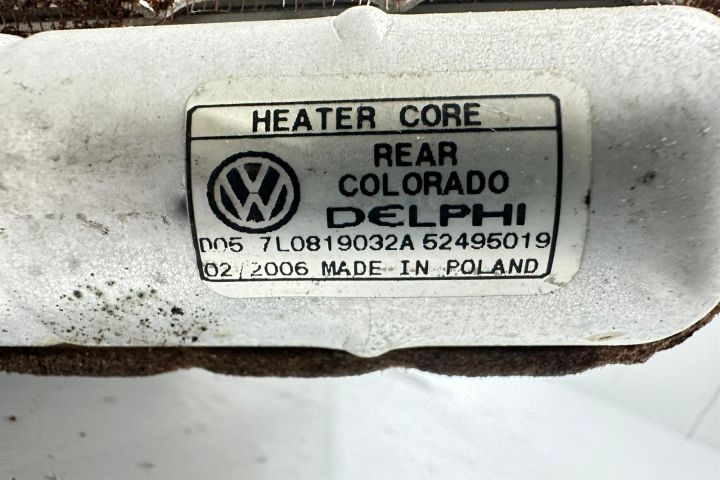 HEATER CORE
REAR
COLORADO
DELPHI
D05 7L0819032A 52495019
02/2006 MADE IN POLAND